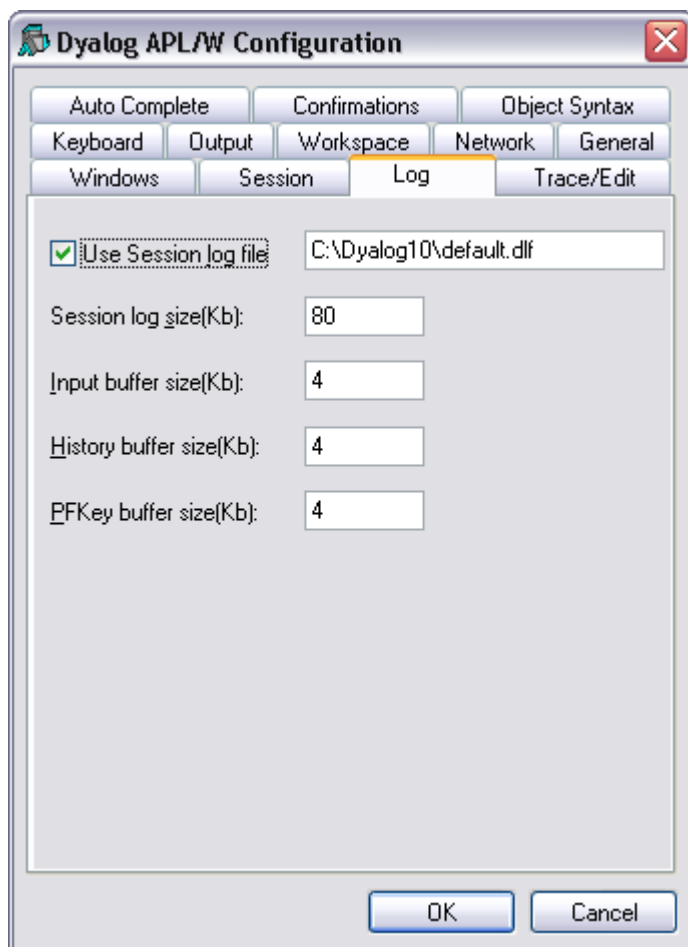 Dyalog APL/W Configuration
Auto Complete Confirmations Object Syntax
Keyboard Output Workspace Network General
Windows Session Log Trace/Edit
Use Session log file C:\Dyalog10\default.dlf
Session log size(Kb): 80
Input buffer size(Kb): 4
History buffer size(Kb): 4
PFKey buffer size(Kb): 4
OK Cancel